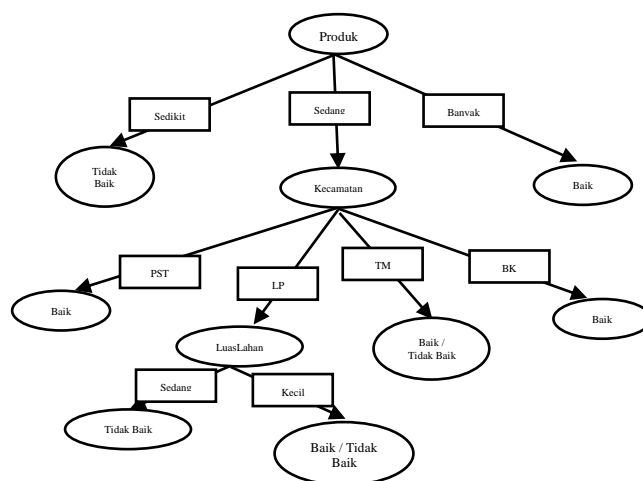 Produk
Sedikit
Sedang
Banyak
Tidak
Baik
Kecamatan
Baik
PST
LP
TM
BK
Baik
LuasLahan
Baik /
Tidak Baik
Baik
Sedang
Kecil
Tidak Baik
Baik / Tidak
Baik